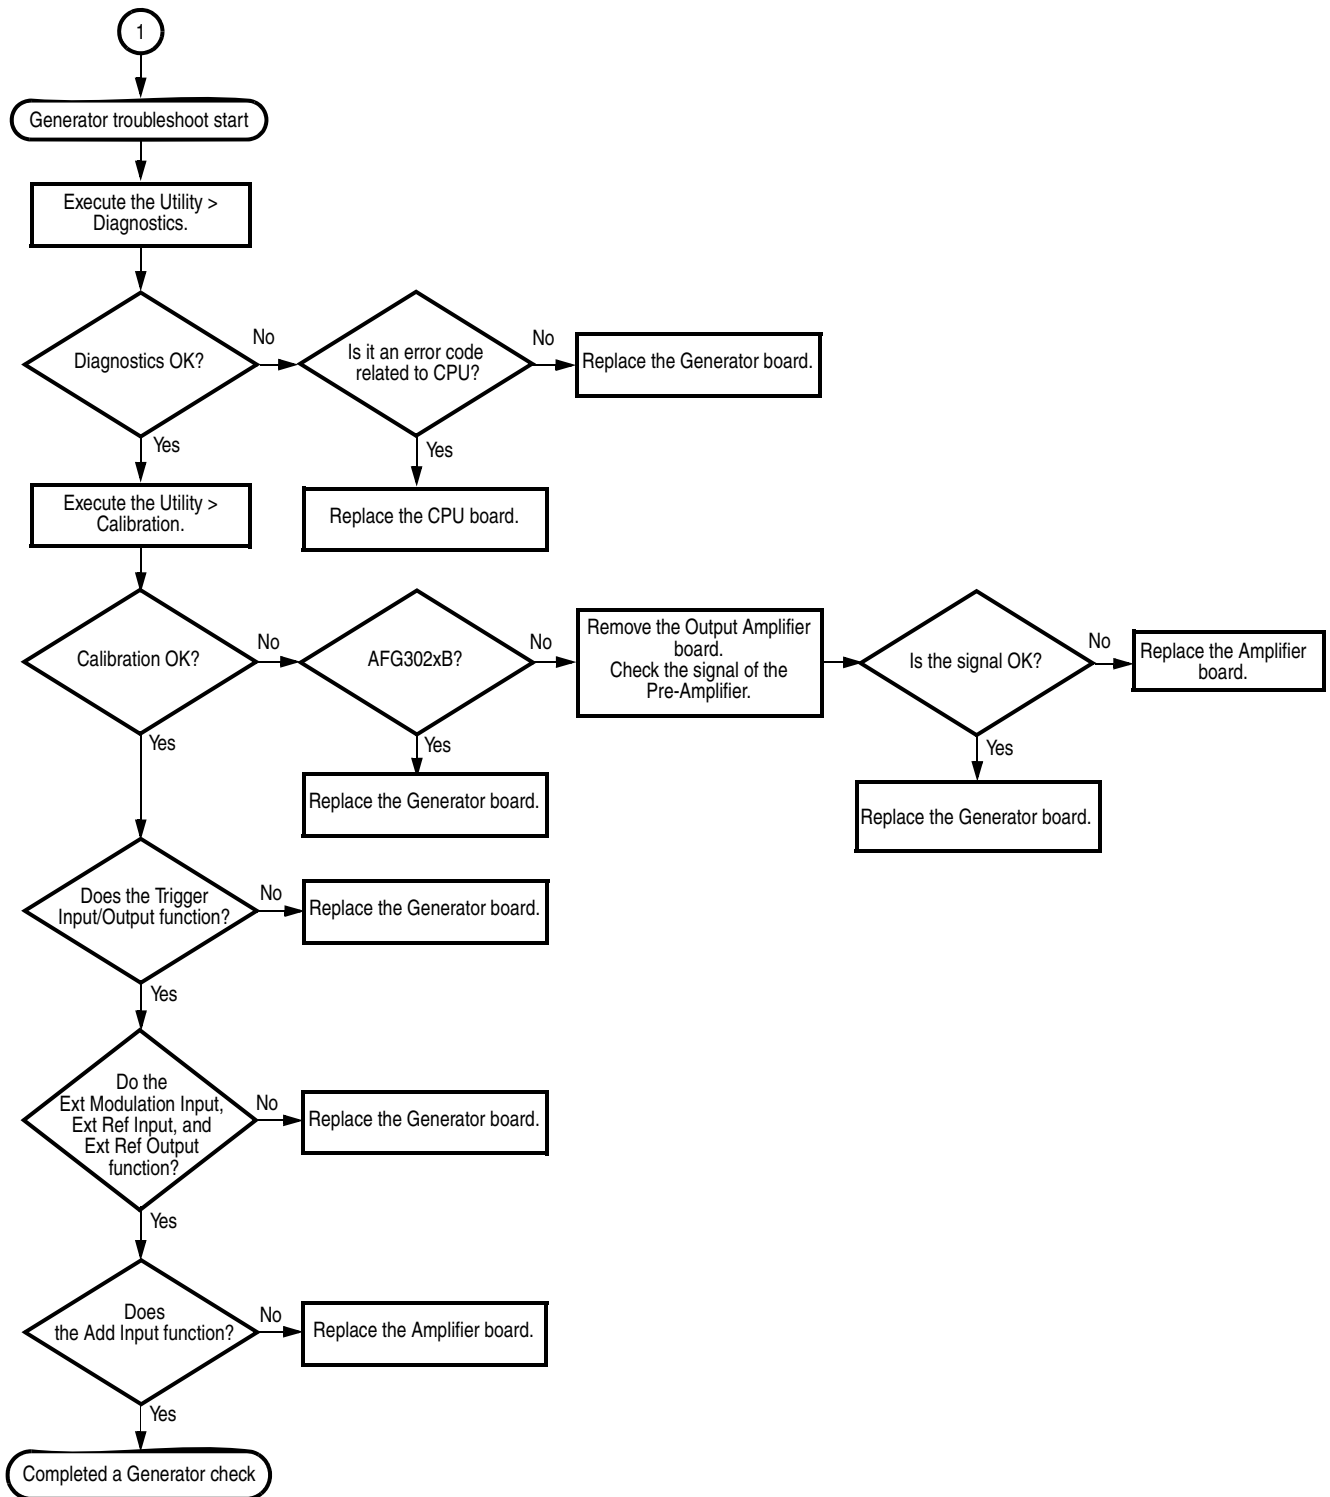 1
Generator troubleshoot start
Execute the Utility >
Diagnostics.
Diagnostics OK?
No
Is it an error code
related to CPU?
No
Replace the Generator board.
Yes
Yes
Replace the CPU board.
Execute the Utility >
Calibration.
Calibration OK?
No
AFG302xB?
No
Remove the Output Amplifier
board.
Check the signal of the
Pre-Amplifier.
Is the signal OK?
No
Replace the Amplifier
board.
Yes
Yes
Replace the Generator board.
Yes
Replace the Generator board.
Does the Trigger
Input/Output function?
No
Replace the Generator board.
Yes
Do the
Ext Modulation Input,
Ext Ref Input, and
Ext Ref Output
function?
No
Replace the Generator board.
Yes
Does
the Add Input function?
No
Replace the Amplifier board.
Yes
Completed a Generator check